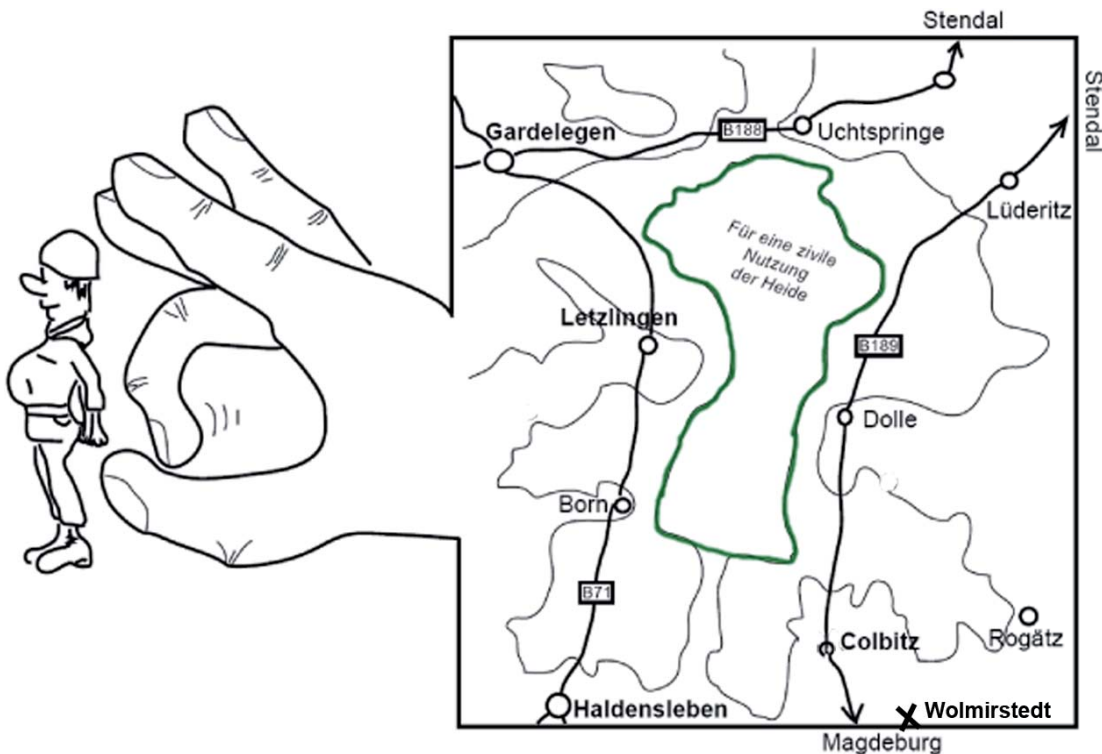 Stendal
Stendal
Gardelegen
B188
Uchtspringe
Lüderitz
Für eine zivile
Nutzung
der Heide
Letzlingen
B189
Dolle
Born
B71
Colbitz
Rogätz
Haldensleben
Wolmirstedt
Magdeburg